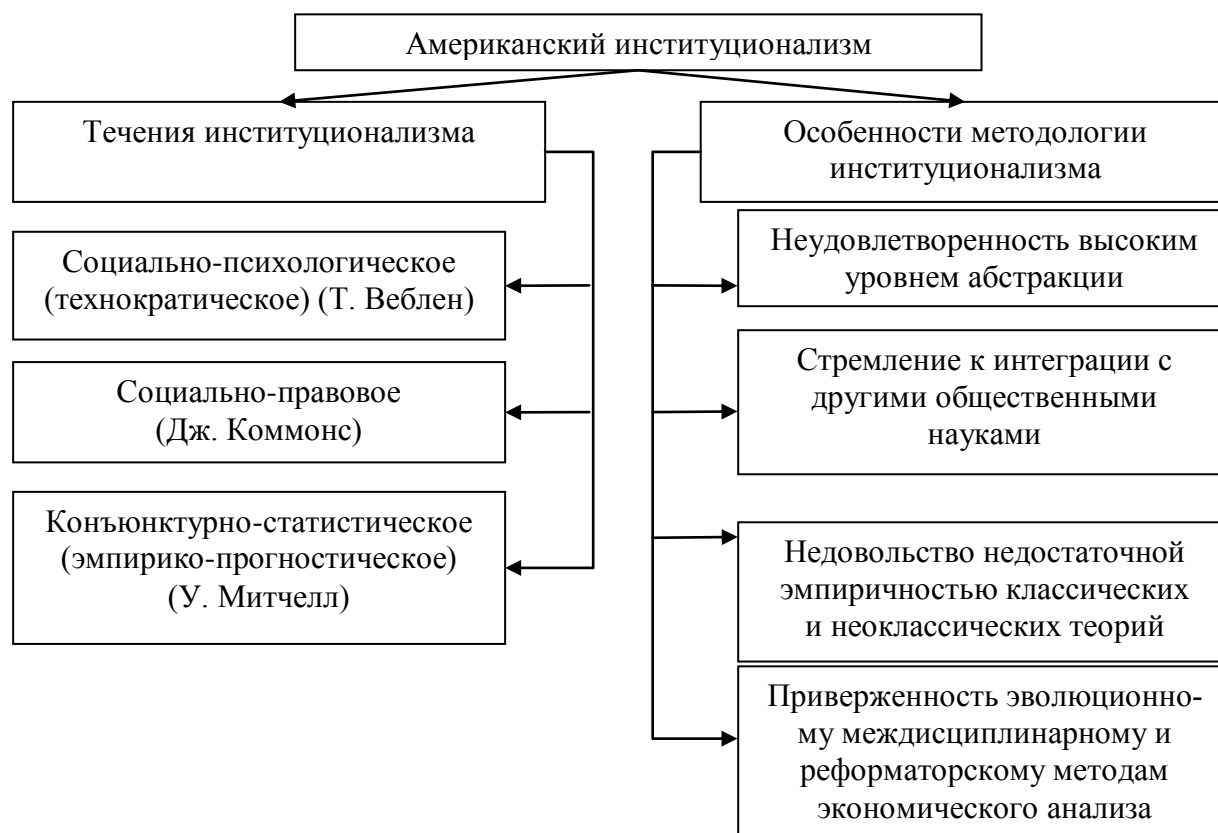 Американский институционализм
Течения институционализма
Социально-психологическое
(технократическое) (Т. Веблен)
Социально-правовое
(Дж. Коммонс)
Конъюнктурно-статистическое
(эмпирико-прогностическое)
(У. Митчелл)
Особенности методологии
институционализма
Неудовлетворенность высоким
уровнем абстракции
Стремление к интеграции с
другими общественными
науками
Недовольство недостаточной
эмпиричностью классических
и неоклассических теорий
Приверженность эволюционно-
му междисциплинарному и
реформаторскому методам
экономического анализа